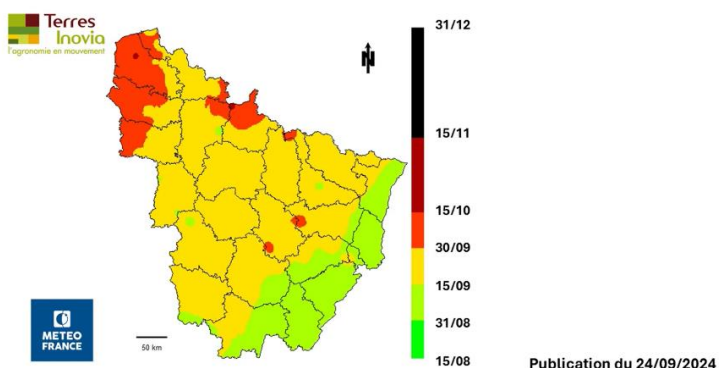 Terres
Inovia
l'agronomie en mouvement
N
31/12
15/11
15/10
30/09
15/09
31/08
15/08
METEO
FRANCE
50 km
Publication du 24/09/2024